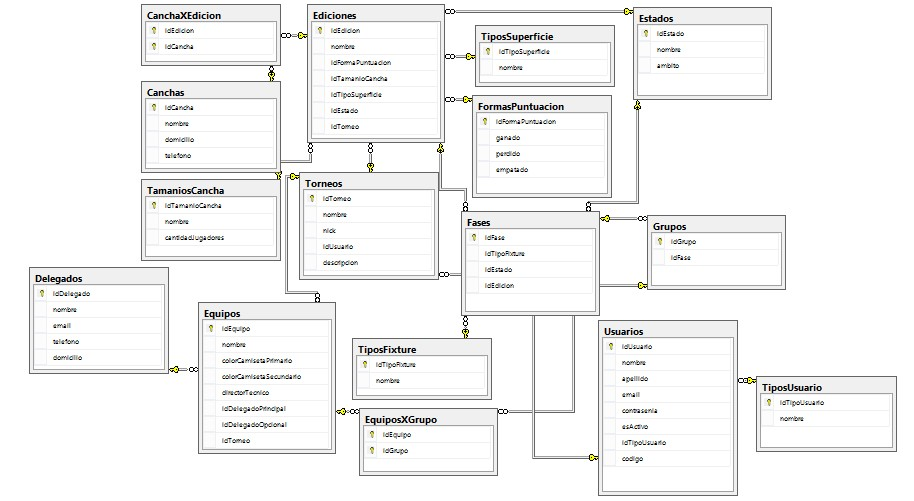 CanchaXEdicion
IdEdicion
IdCancha
Ediciones
IdEdicion
nombre
IdFormaPuntuacion
IdTamanioCancha
IdTipoSuperficie
IdEstado
IdTorneo
TiposSuperficie
IdTipoSuperficie
nombre
Estados
IdEstado
nombre
ambito
Canchas
IdCancha
nombre
domicilio
telefono
FormasPuntuacion
IdFormaPuntuacion
ganado
perdido
empatado
TamaniosCancha
IdTamanioCancha
nombre
cantidadJugadores
Torneos
IdTorneo
nombre
nick
IdUsuario
descripcion
Fases
IdFase
IdTipoFixture
IdEstado
IdEdicion
Grupos
IdGrupo
IdFase
Delegados
IdDelegado
nombre
email
telefono
domicilio
Equipos
IdEquipo
nombre
colorCamisetaPrimario
colorCamisetaSecundario
directorTecnico
IdDelegadoPrincipal
IdDelegadoOpcional
IdTorneo
TiposFixture
IdTipoFixture
nombre
EquiposXGrupo
IdEquipo
IdGrupo
Usuarios
IdUsuario
nombre
apellido
email
contrasenia
esActivo
IdTipoUsuario
codigo
TiposUsuario
IdTipoUsuario
nombre